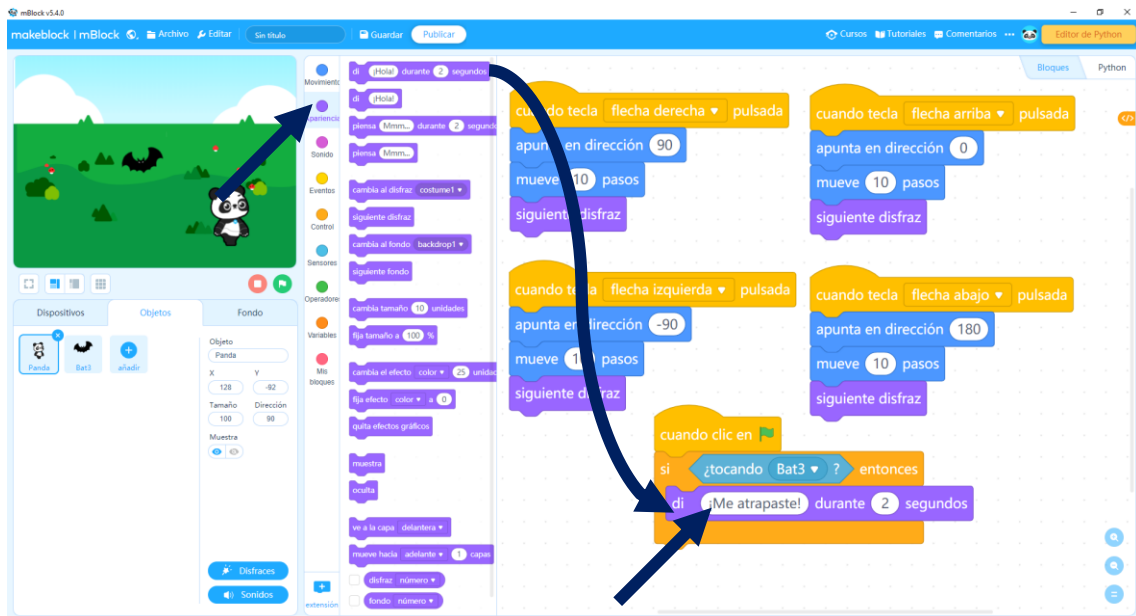 mBlock v5.4.0
makeblock | mBlock Archivo Editar Sin título Guardar Publicar Cursos Tutoriales Comentarios Editor de Python
Bloques Python
Movimiento
Apariencia
Sonido
Eventos
Control
Sensores
Operadores
Variables
Mis bloques
extensión
di ¡Hola! durante 2 segundos
di ¡Hola!
piensa Mmm... durante 2 segundo
piensa Mmm...
cambia al disfraz costume1
siguiente disfraz
cambia al fondo backdrop1
siguiente fondo
cambia tamaño 10 unidades
fija tamaño a 100 %
cambia el efecto color 25 unidad
fija efecto color a 0
quita efectos gráficos
muestra
oculta
ve a la capa delantera
mueve hacia adelante 1 capas
disfraz número
fondo número
cuando tecla flecha derecha pulsada
apunta en dirección 90
mueve 10 pasos
siguiente disfraz
cuando tecla flecha arriba pulsada
apunta en dirección 0
mueve 10 pasos
siguiente disfraz
cuando tecla flecha izquierda pulsada
apunta en dirección -90
mueve 10 pasos
siguiente disfraz
cuando tecla flecha abajo pulsada
apunta en dirección 180
mueve 10 pasos
siguiente disfraz
cuando clic en
si ¿tocando Bat3 ? entonces
di ¡Me atrapaste! durante 2 segundos
Dispositivos Objetos Fondo
Panda Bat3 añadir
Objeto
Panda
X Y
128 -92
Tamaño Dirección
100 90
Muestra
Disfraces
Sonidos